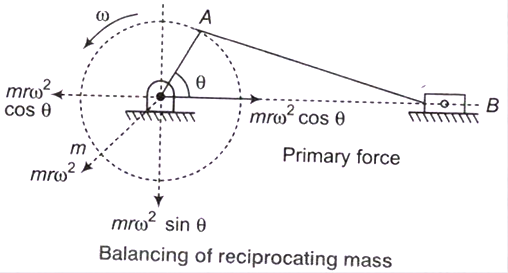 ω
A
θ
mrω²
cos θ
B
mrω² cos θ
m
mrω²
Primary force
mrω² sin θ
Balancing of reciprocating mass